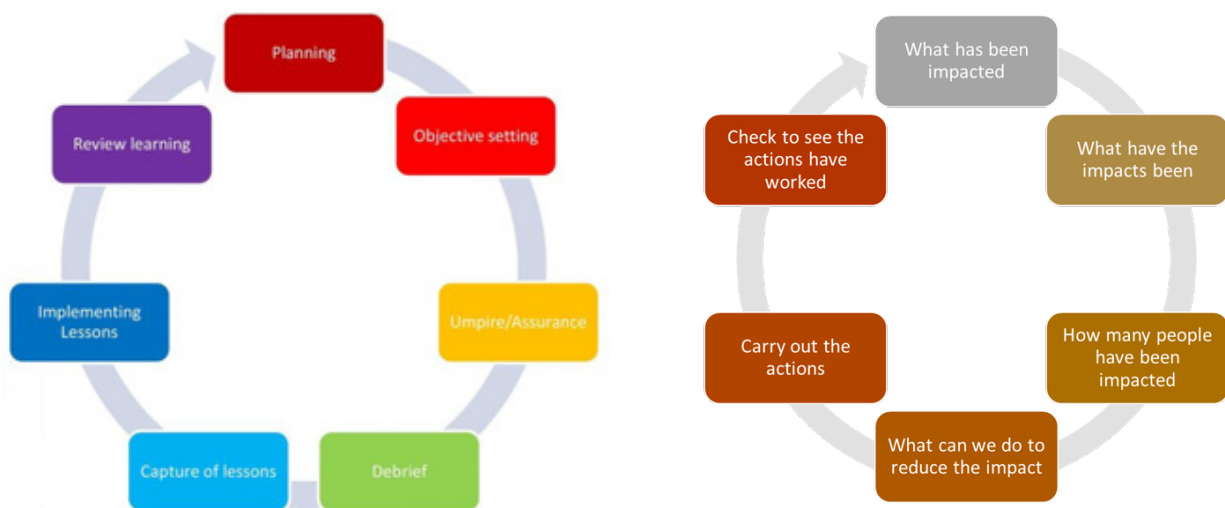 Planning
Objective setting
Umpire/Assurance
Debrief
Capture of lessons
Implementing
Lessons
Review learning
What has been
impacted
What have the
impacts been
How many people
have been
impacted
What can we do to
reduce the impact
Carry out the
actions
Check to see the
actions have
worked